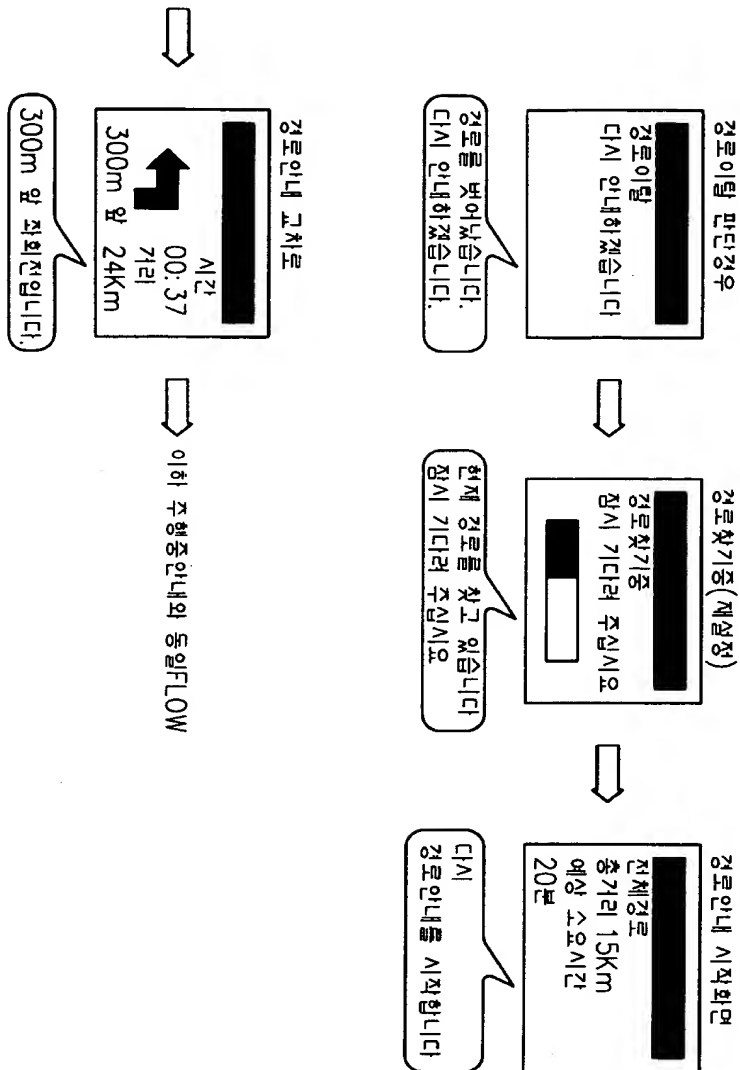 경로이탈 판단경우
경로이탈
다시 안내하겠습니다
경로를 벗어났습니다.
다시 안내하겠습니다.
경로찾기중(재설정)
경로찾기중
잠시 기다려 주십시요
현재 경로를 찾고 있습니다
잠시 기다려 주십시요
경로안내 시작화면
전체경로
총거리 15Km
예상 소요시간
20분
다시
경로안내를 시작합니다
경로안내 교차로
시간
00:37
거리
300m 앞 24Km
300m 앞 좌회전입니다.
이하 주행중안내와 동일FLOW